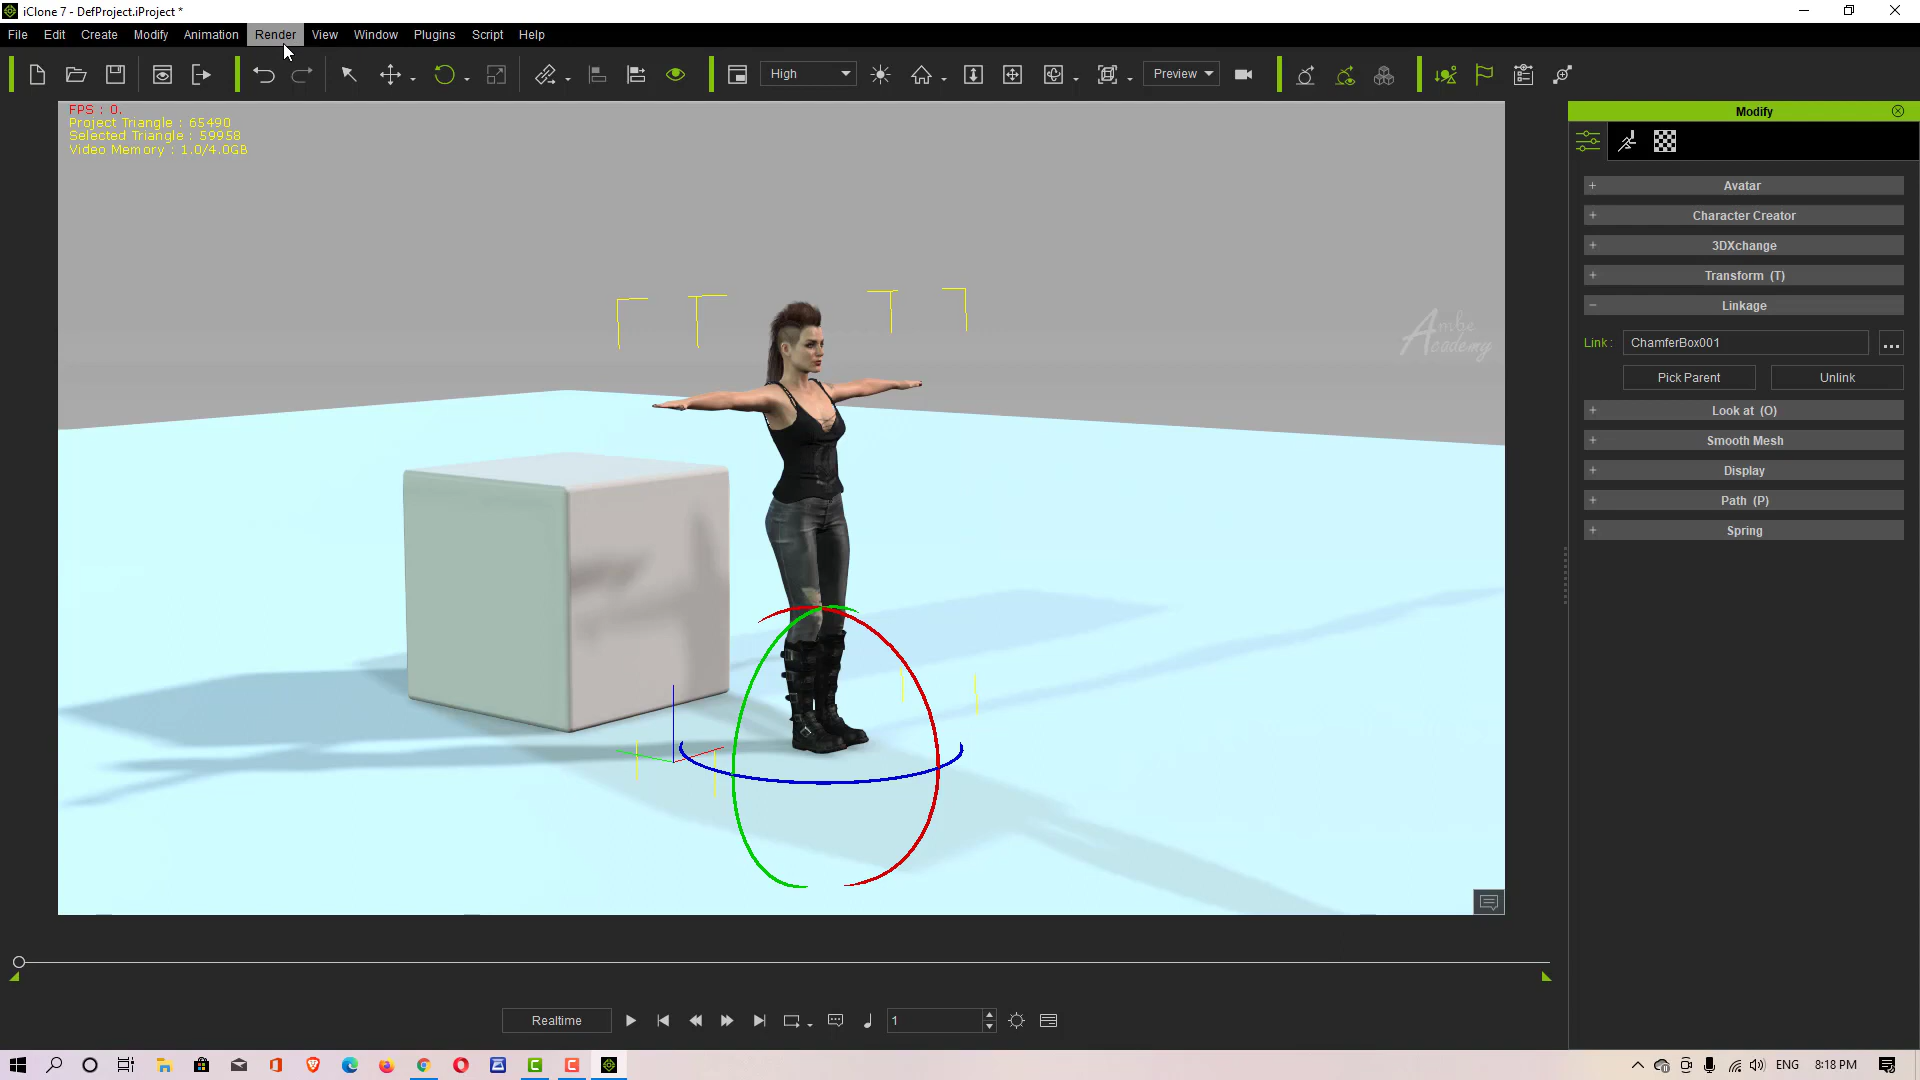 iClone 7 - DefProject.iProject *
File Edit Create Modify Animation Render View Window Plugins Script Help
High Preview
FPS : 0.
Project Triangle : 65490
Selected Triangle : 59958
Video Memory : 1.0/4.0GB
Ambe
Academy
Modify
Avatar
Character Creator
3DXchange
Transform (T)
Linkage
Link : ChamferBox001 ...
Pick Parent Unlink
Look at (O)
Smooth Mesh
Display
Path (P)
Spring
Realtime 1
ENG 8:18 PM